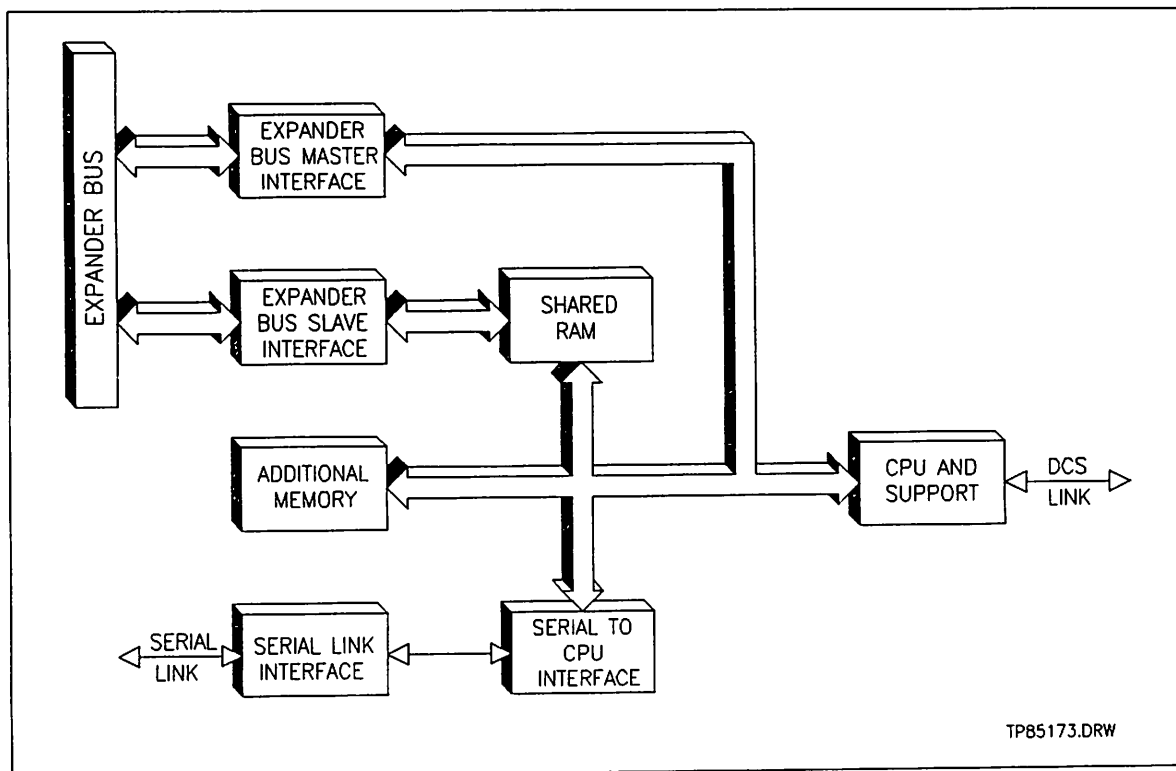 EXPANDER BUS
EXPANDER
BUS MASTER
INTERFACE
EXPANDER
BUS SLAVE
INTERFACE
SHARED
RAM
ADDITIONAL
MEMORY
CPU AND
SUPPORT
DCS
LINK
SERIAL
LINK
SERIAL LINK
INTERFACE
SERIAL TO
CPU
INTERFACE
TP85173.DRW